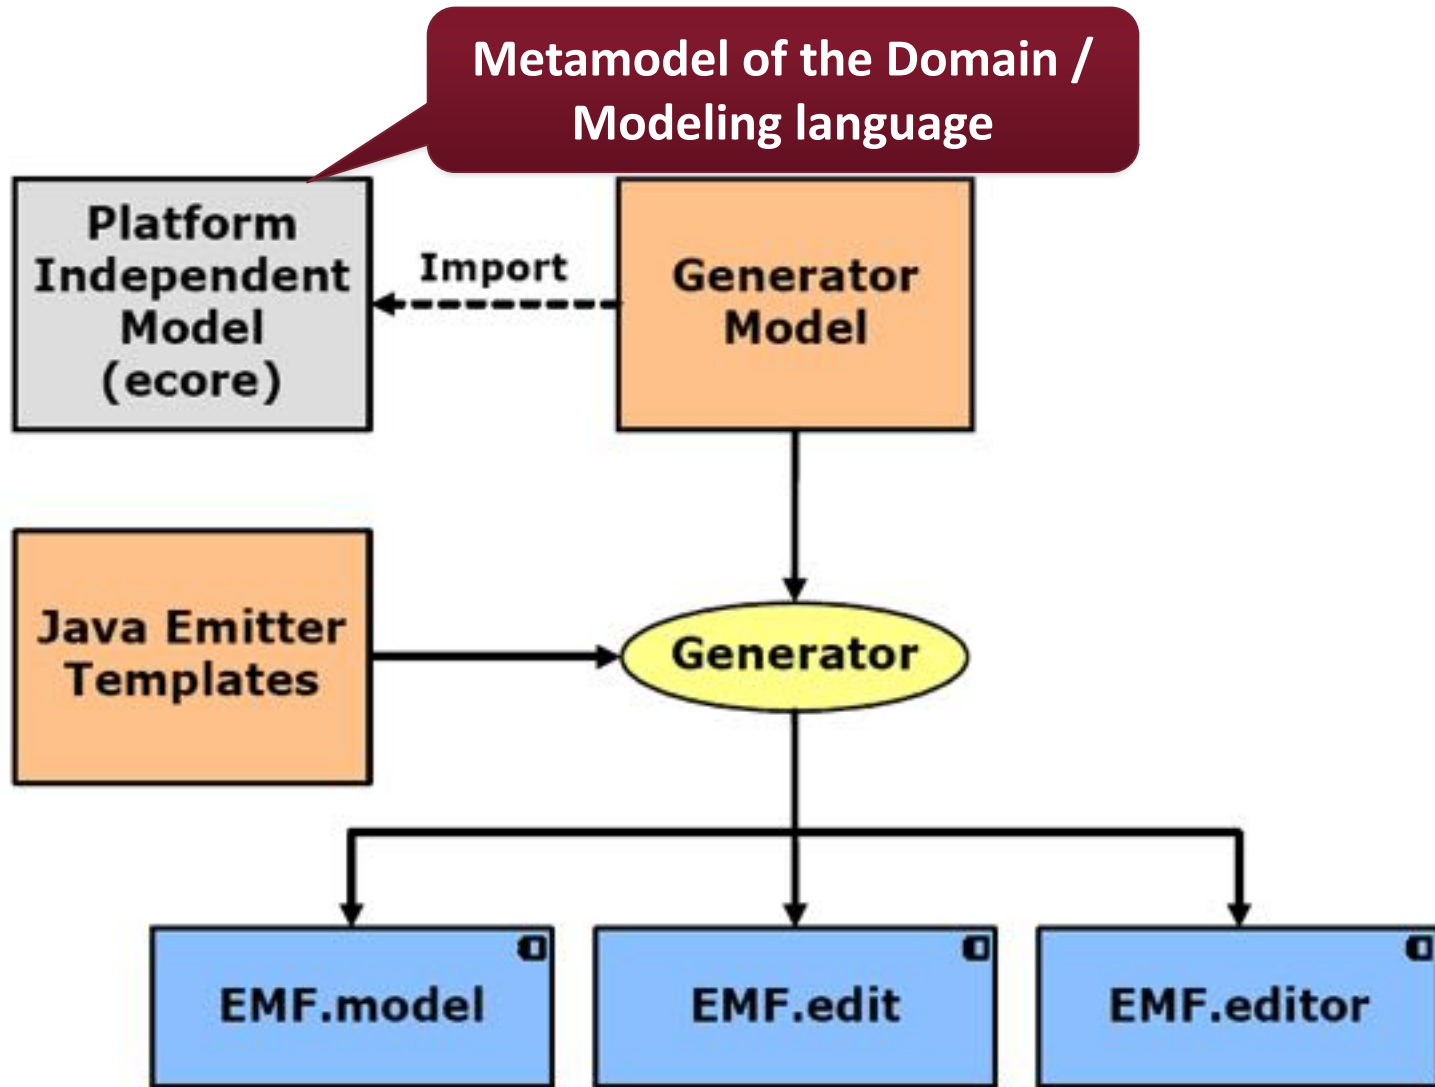 Metamodel of the Domain /
Modeling language
Platform
Independent
Model
(ecore)
Import
Generator
Model
Java Emitter
Templates
Generator
EMF.model
EMF.edit
EMF.editor